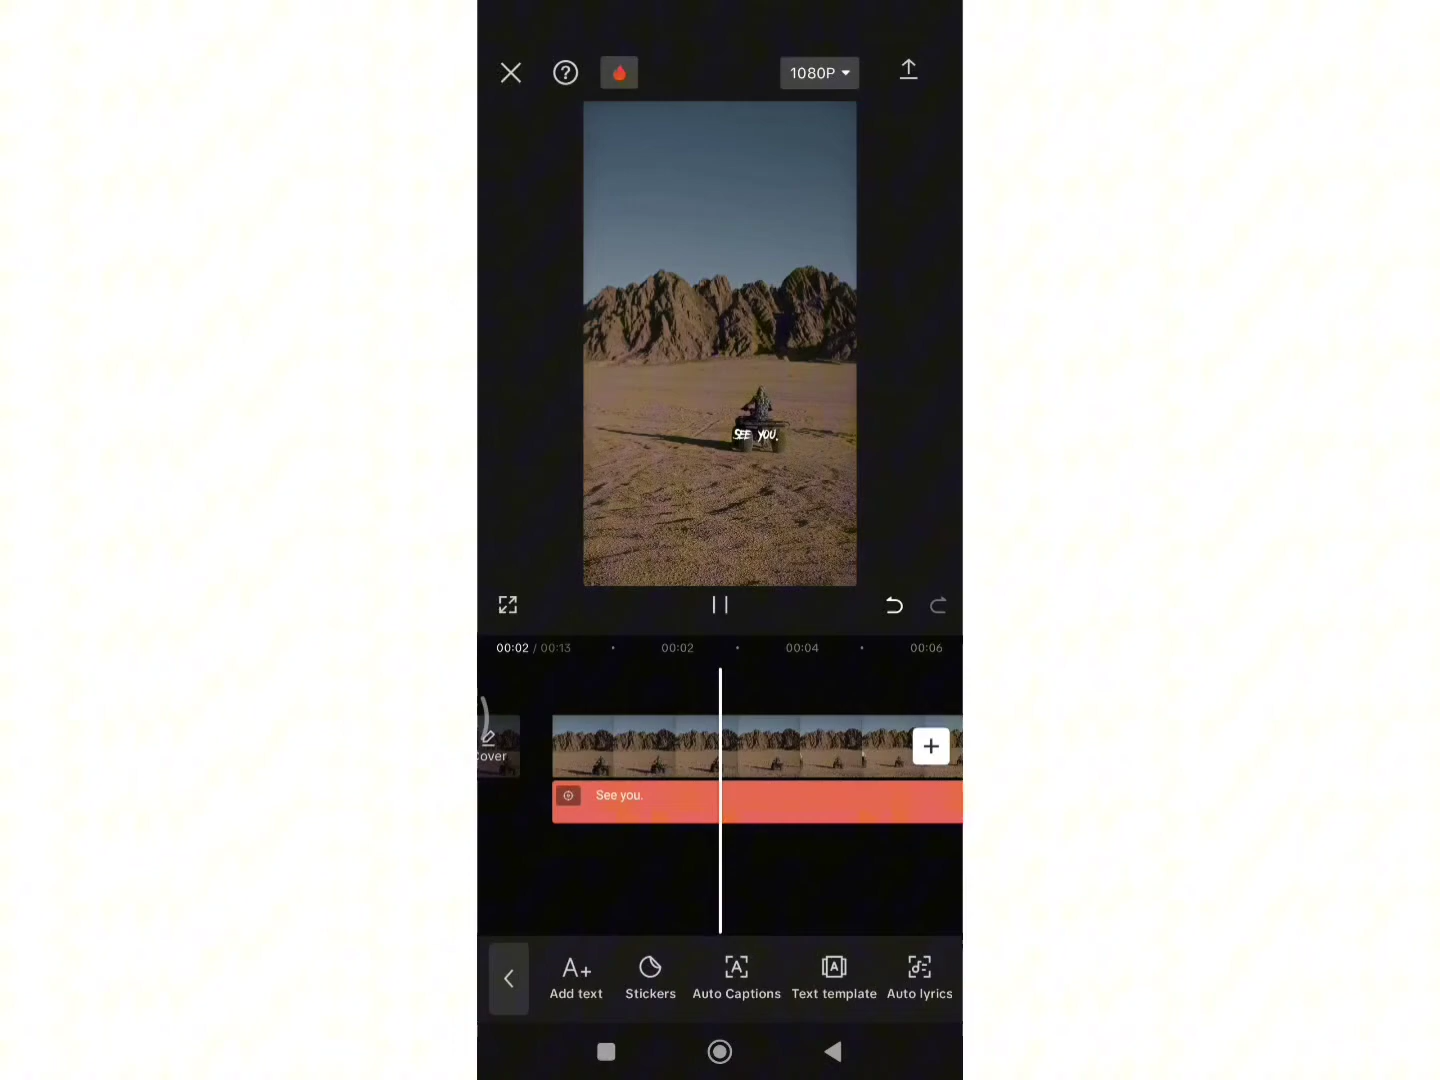 1080P
SEE YOU.
00:02 / 00:13 00:02 00:04 00:06
Cover
See you.
Add text Stickers Auto Captions Text template Auto lyrics